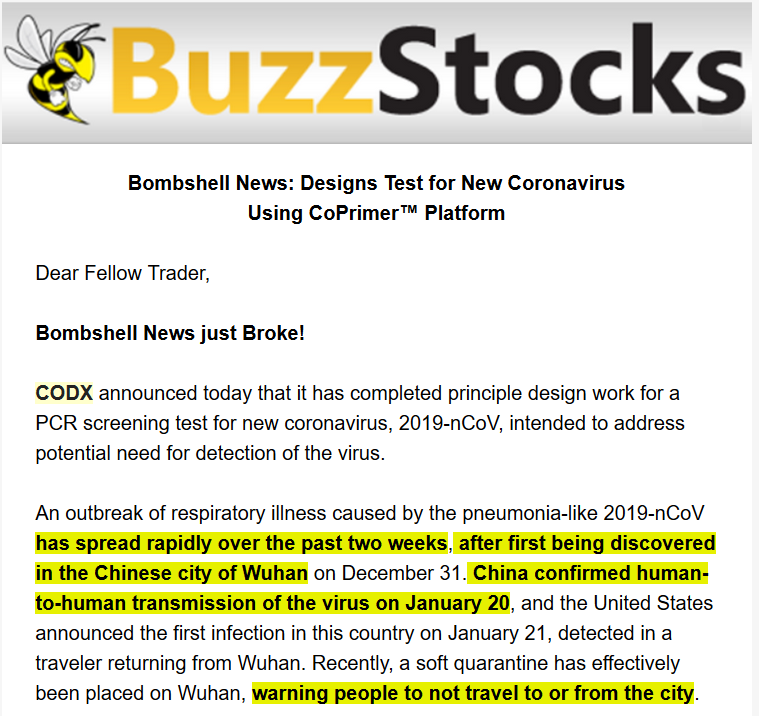 BuzzStocks
Bombshell News: Designs Test for New Coronavirus
Using CoPrimer™ Platform
Dear Fellow Trader,
Bombshell News just Broke!
CODX announced today that it has completed principle design work for a
PCR screening test for new coronavirus, 2019-nCoV, intended to address
potential need for detection of the virus.
An outbreak of respiratory illness caused by the pneumonia-like 2019-nCoV
has spread rapidly over the past two weeks, after first being discovered
in the Chinese city of Wuhan on December 31. China confirmed human-
to-human transmission of the virus on January 20, and the United States
announced the first infection in this country on January 21, detected in a
traveler returning from Wuhan. Recently, a soft quarantine has effectively
been placed on Wuhan, warning people to not travel to or from the city.